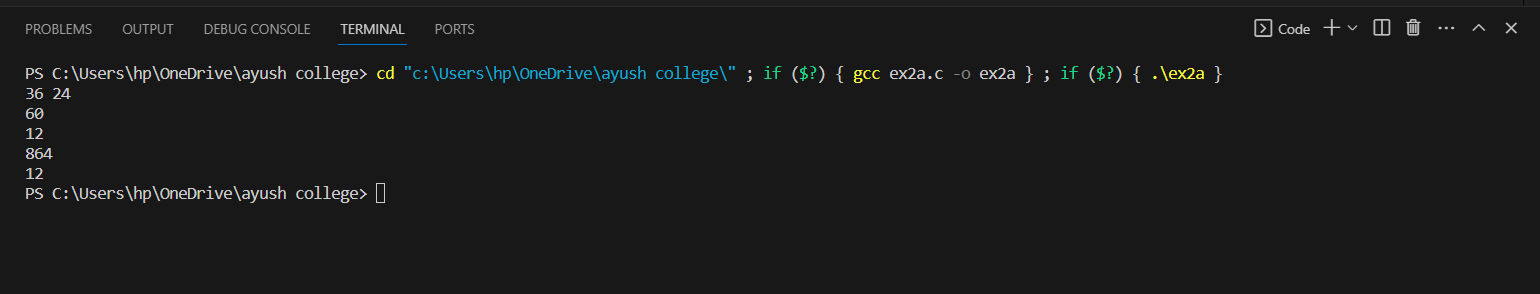 PROBLEMS OUTPUT DEBUG CONSOLE TERMINAL PORTS Code
PS C:\Users\hp\OneDrive\ayush college> cd "c:\Users\hp\OneDrive\ayush college\" ; if ($?) { gcc ex2a.c -o ex2a } ; if ($?) { .\ex2a }
36 24
60
12
864
12
PS C:\Users\hp\OneDrive\ayush college>